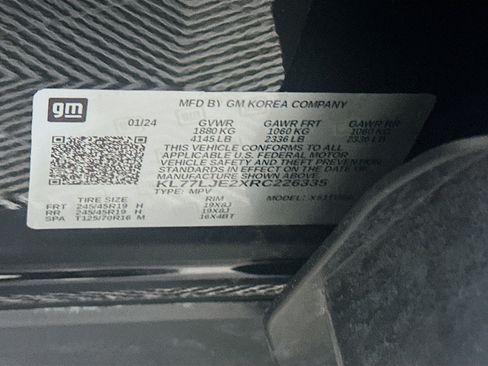 gm
MFD BY GM KOREA COMPANY
01/24 GVWR GAWR FRT GAWR RR
1880 KG 1060 KG 1060 KG
4145 LB 2336 LB 2336 LB
THIS VEHICLE CONFORMS TO ALL
APPLICABLE U.S. FEDERAL MOTOR
VEHICLE SAFETY AND THEFT PREVENTION
STANDARDS IN EFFECT ON THE DATE OF
MANUFACTURE SHOWN ABOVE.
KL77LJE2XRC226335
TYPE: MPV MODEL:
TIRE SIZE RIM
FRT 245/45R19 H 19X8J
RR 245/45R19 H 19X8J
SPA T125/70R16 M 16X4BT